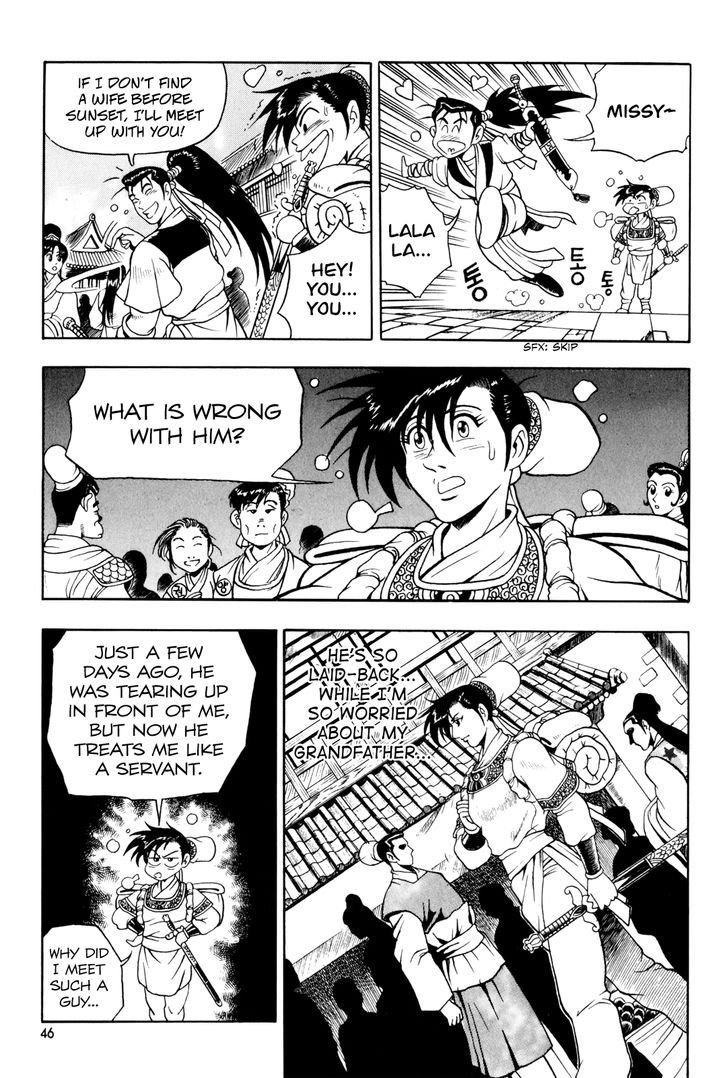 IF I DON'T FIND
A WIFE BEFORE
SUNSET, I'LL MEET
UP WITH YOU!
HEY!
YOU...
YOU...
MISSY~
LALA
LA...
통
통
통
SFX: SKIP
WHAT IS WRONG
WITH HIM?
JUST A FEW
DAYS AGO, HE
WAS TEARING UP
IN FRONT OF ME,
BUT NOW HE
TREATS ME LIKE
A SERVANT.
WHY DID
I MEET
SUCH A
GUY...
HE'S SO
LAID-BACK...
WHILE I'M
SO WORRIED
ABOUT MY
GRANDFATHER...
46